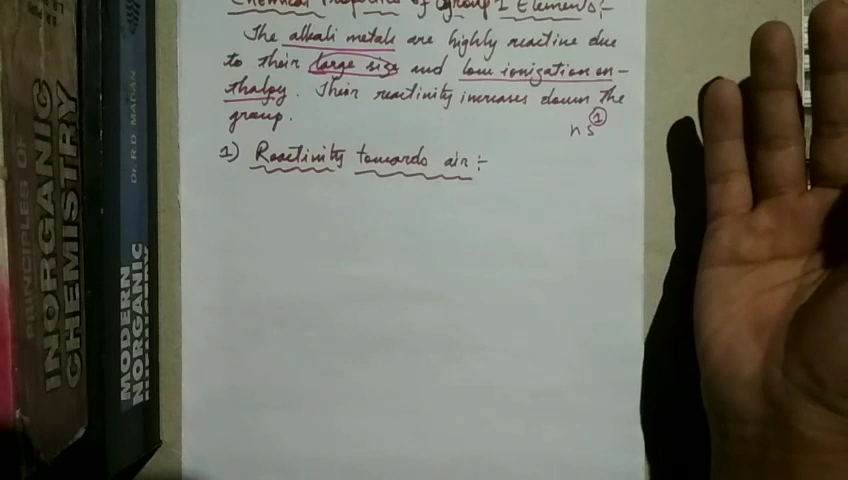 Chemical Properties of Group 1 Elements:-
The alkali metals are highly reactive due
to their large size and low ionization en-
thalpy. Their reactivity increases down the
group.
ns1
1) Reactivity towards air:-
PRINCIPLES OF
INORGANIC
CHEMISTRY
Dr. R.D. MADAN
MODERN
INORGANIC